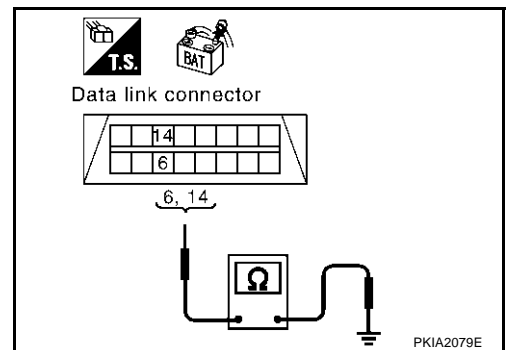 T.S.
BAT
Data link connector
14
6
6, 14
Ω
PKIA2079E